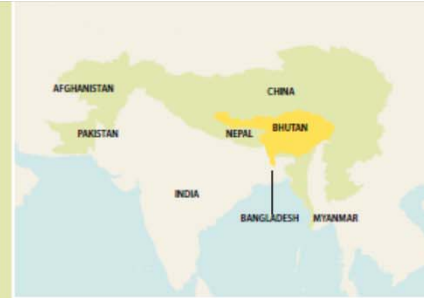 AFGHANISTAN
CHINA
PAKISTAN
NEPAL
BHUTAN
INDIA
BANGLADESH
MYANMAR